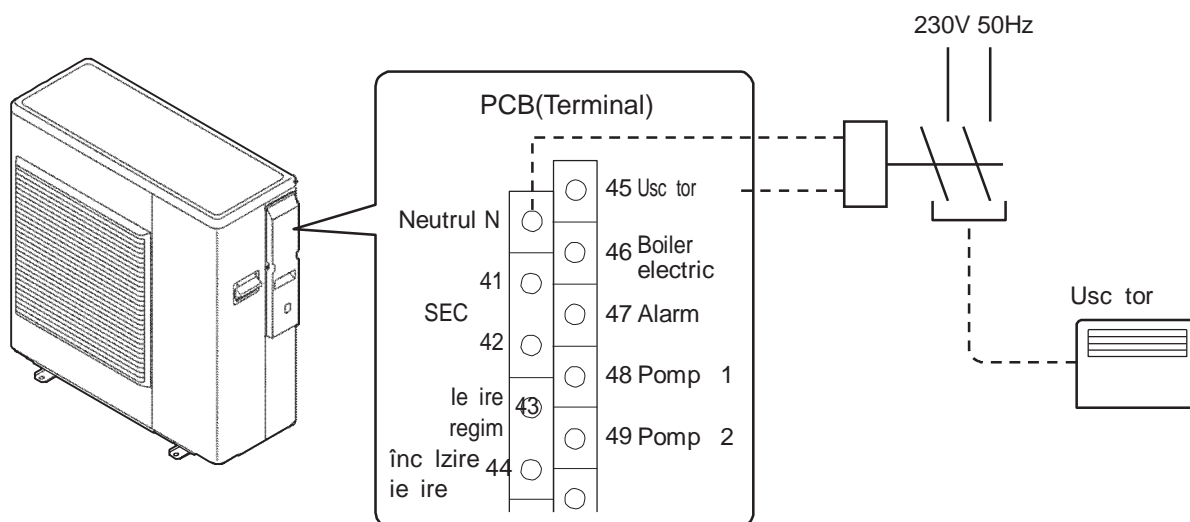 230V 50Hz
PCB(Terminal)
Neutrul N
45 Usc tor
46 Boiler
electric
41
SEC
47 Alarm
42
48 Pomp 1
Ie ire
43
regim
49 Pomp 2
înc lzire
44
ie ire
Usc tor